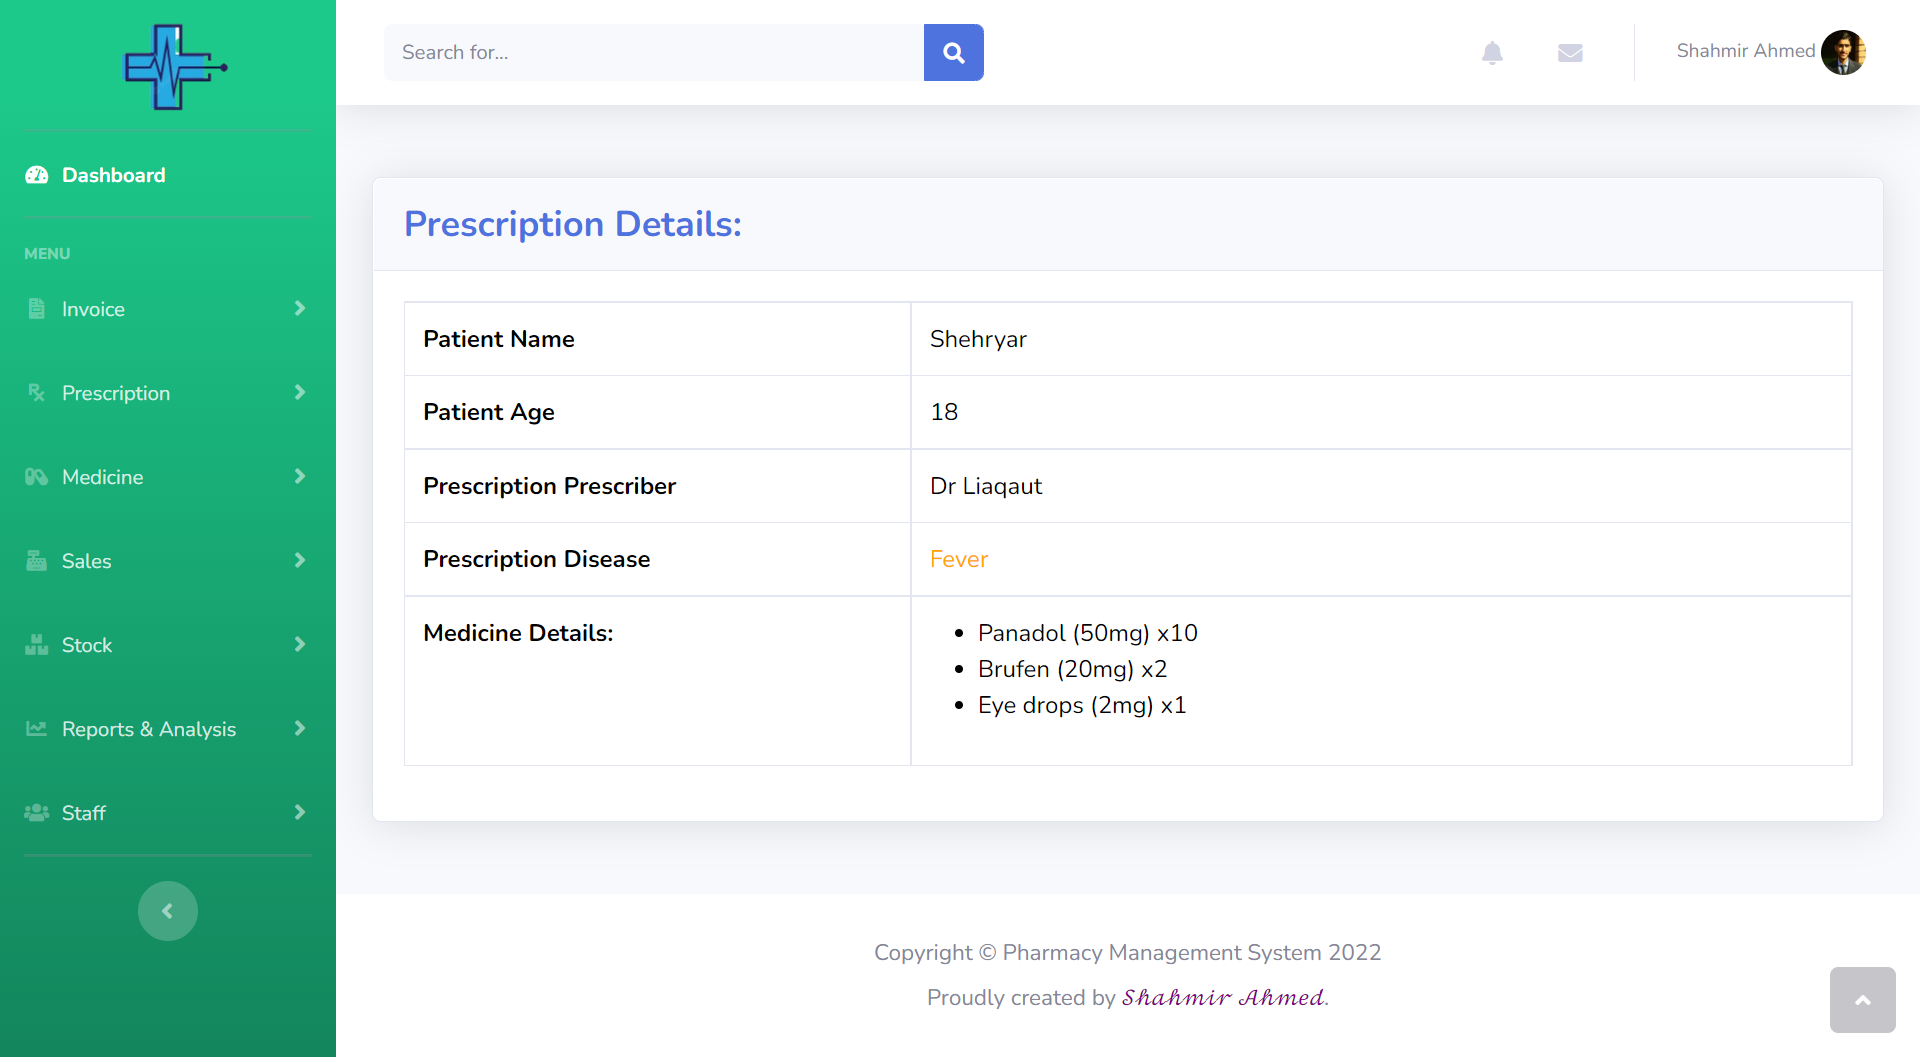 Search for...
Shahmir Ahmed
Dashboard
MENU
Invoice
Prescription
Medicine
Sales
Stock
Reports & Analysis
Staff
Prescription Details:
Patient Name Shehryar
Patient Age 18
Prescription Prescriber Dr Liaqaut
Prescription Disease Fever
Medicine Details:
• Panadol (50mg) x10
• Brufen (20mg) x2
• Eye drops (2mg) x1
Copyright © Pharmacy Management System 2022
Proudly created by Shahmir Ahmed.